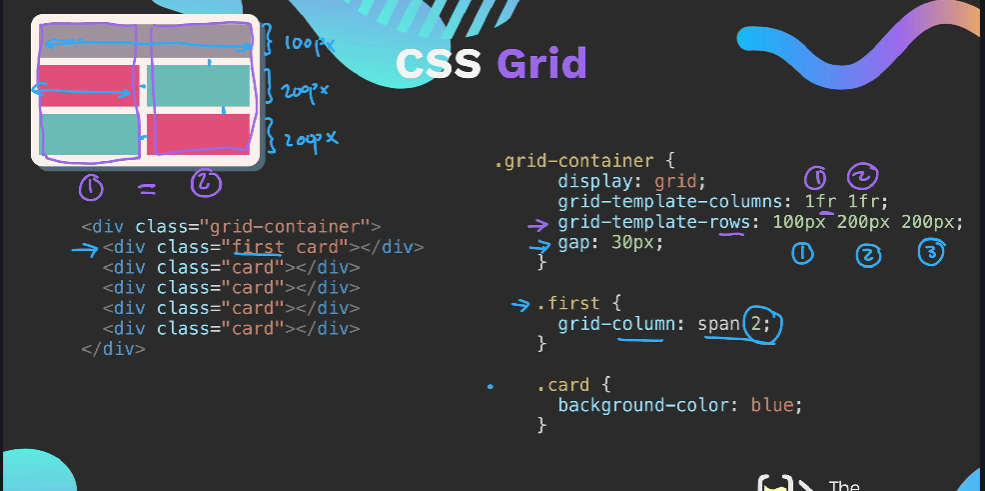 CSS Grid
100px
200px
200px
① = ②
<div class="grid-container">
<div class="first card"></div>
<div class="card"></div>
<div class="card"></div>
<div class="card"></div>
<div class="card"></div>
</div>
.grid-container {
display: grid;
① ②
grid-template-columns: 1fr 1fr;
grid-template-rows: 100px 200px 200px;
gap: 30px;
① ② ③
}
.first {
grid-column: span 2;
}
.card {
background-color: blue;
}
The